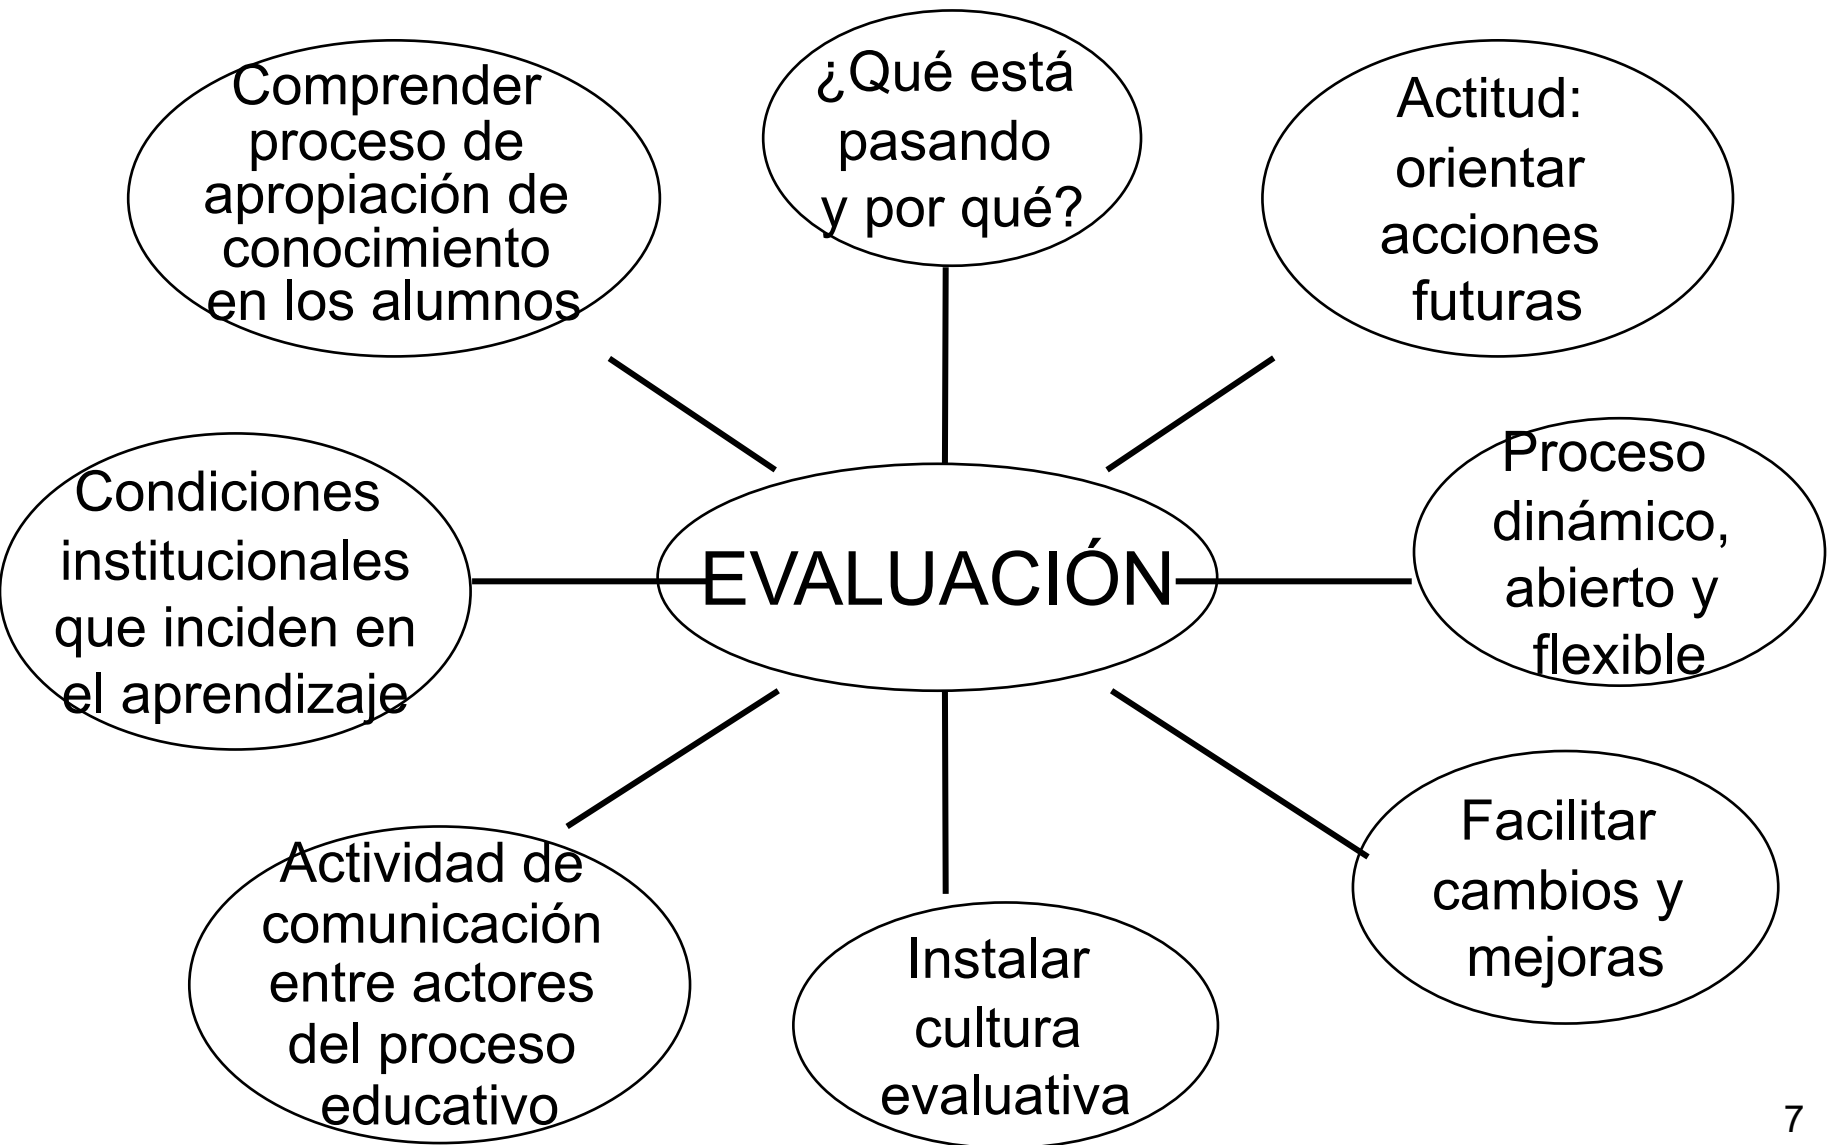 Comprender
proceso de
apropiación de
conocimiento
en los alumnos
¿Qué está
pasando
y por qué?
Actitud:
orientar
acciones
futuras
Condiciones
institucionales
que inciden en
el aprendizaje
EVALUACIÓN
Proceso
dinámico,
abierto y
flexible
Actividad de
comunicación
entre actores
del proceso
educativo
Instalar
cultura
evaluativa
Facilitar
cambios y
mejoras
7